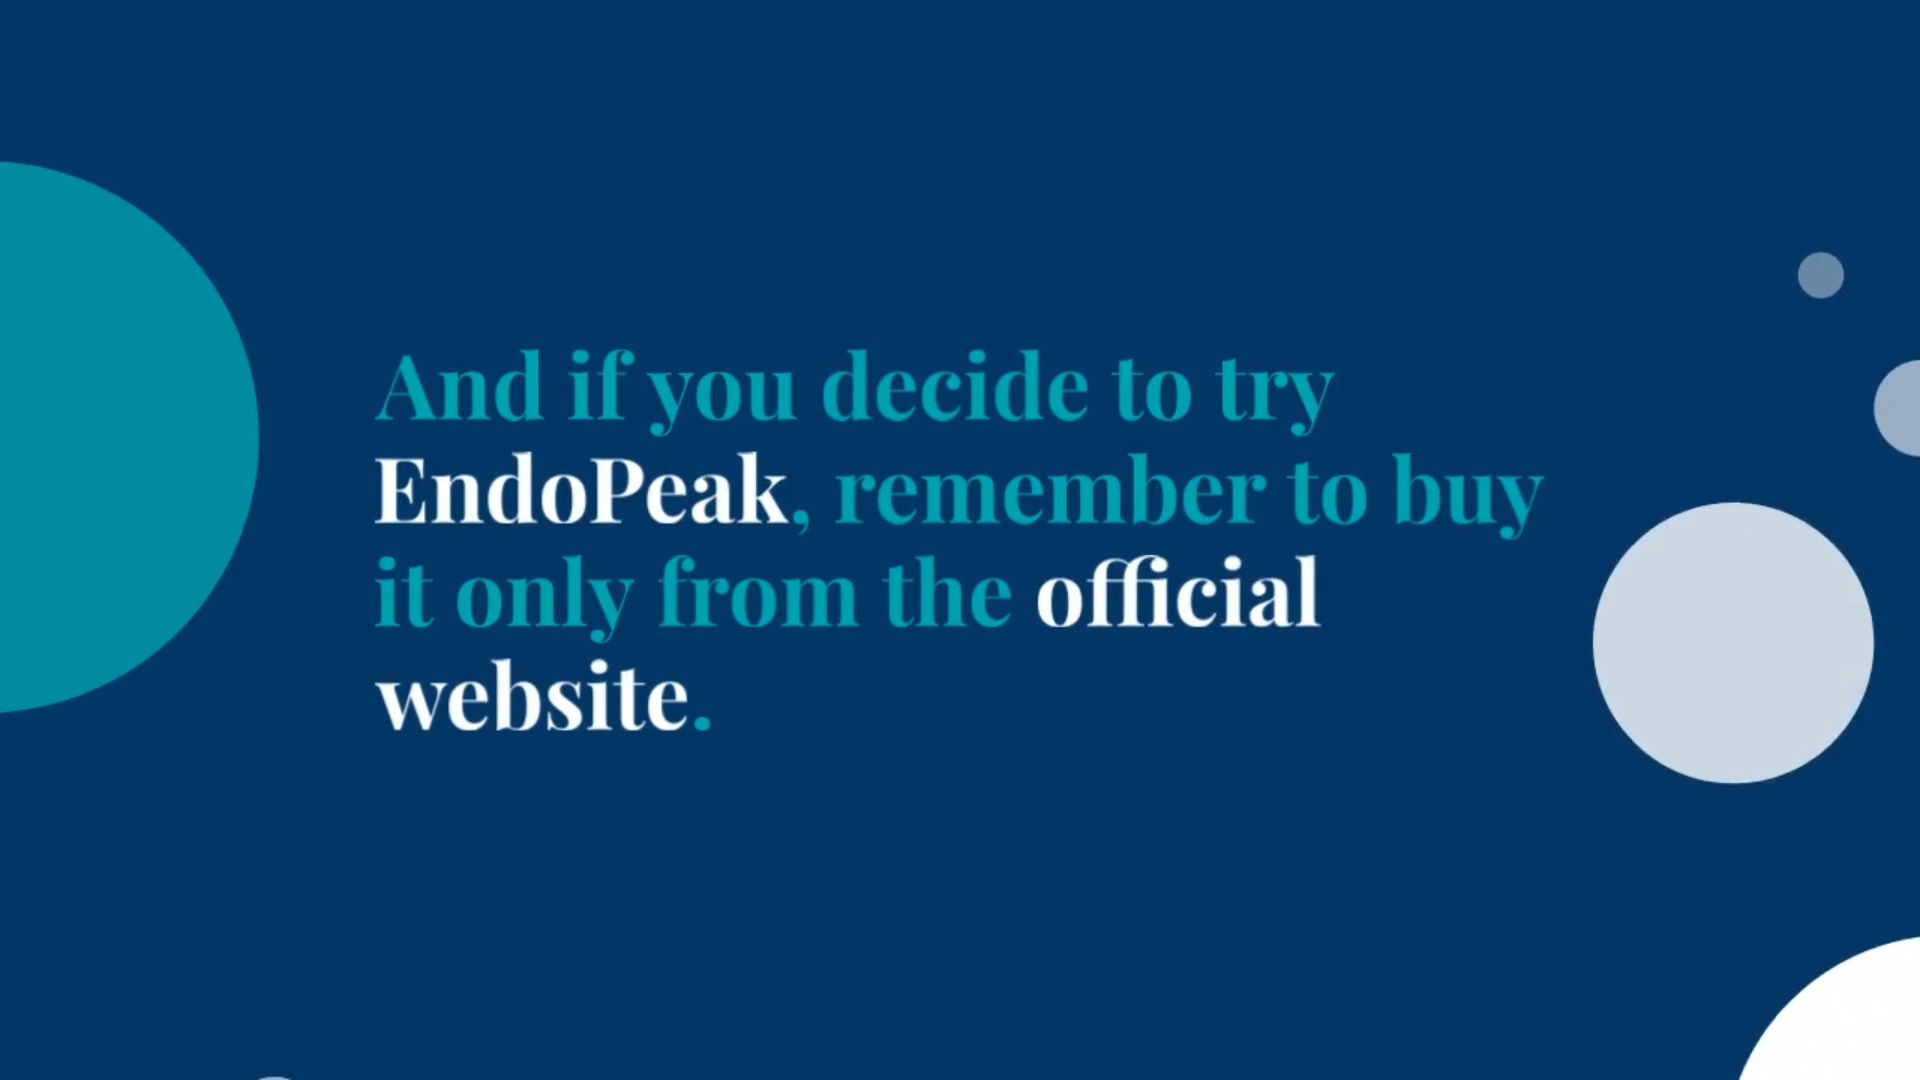 And if you decide to try
EndoPeak, remember to buy
it only from the official
website.